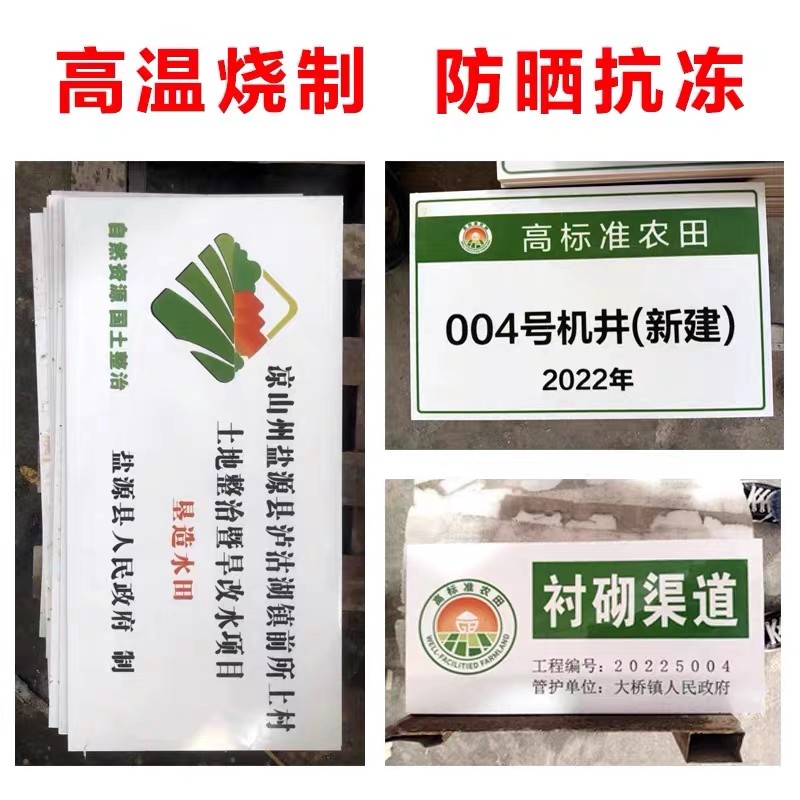 高温烧制 防晒抗冻
自然资源 国土整治
凉山州盐源县泸沽湖镇前所上村
土地整治暨旱改水项目
垦造水田
盐源县人民政府 制
高标准农田
004号机井(新建)
2022年
高标准农田
WELL-FACILITIED FARMLAND
衬砌渠道
工程编号：20225004
管护单位：大桥镇人民政府